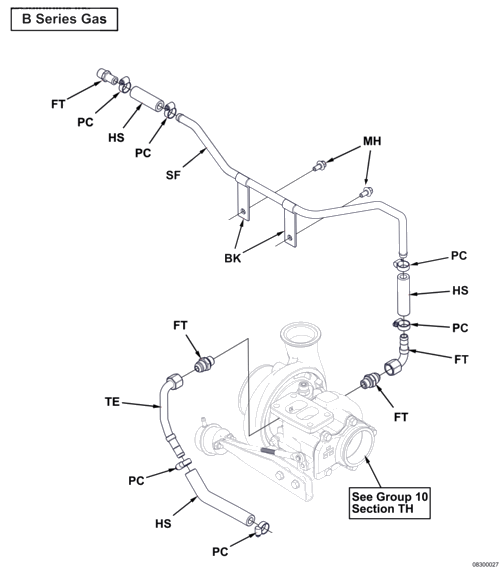 B Series Gas
FT
PC
HS
PC
SF
MH
BK
PC
HS
PC
FT
FT
FT
TE
PC
HS
PC
See Group 10
Section TH
08300027